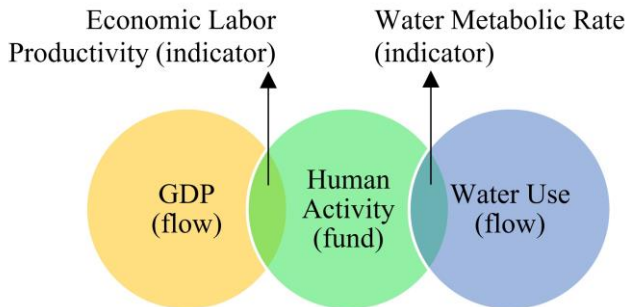 Economic Labor
Productivity (indicator)
Water Metabolic Rate
(indicator)
GDP
(flow)
Human
Activity
(fund)
Water Use
(flow)